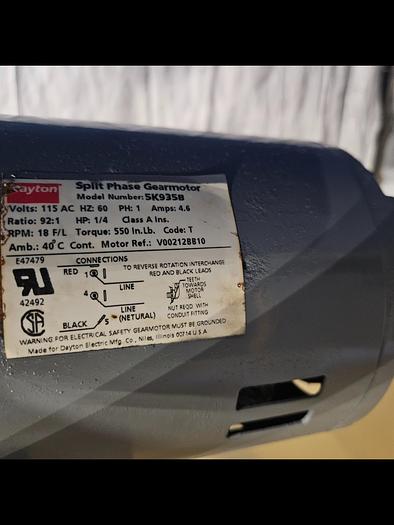 Dayton
Split Phase Gearmotor
Model Number: 5K935B
Volts: 115 AC HZ: 60 PH: 1 Amps: 4.6
Ratio: 92:1 HP: 1/4 Class A Ins.
RPM: 18 F/L Torque: 550 In.Lb. Code: T
Amb.: 40°C Cont. Motor Ref.: V00212BB10
E47479
CONNECTIONS
TO REVERSE ROTATION INTERCHANGE
RED AND BLACK LEADS
RED 1
LINE
4
BLACK 5
LINE
(NETURAL)
TEETH
TOWARDS
MOTOR
SHELL
NUT REQD WITH
CONDUIT FITTING
42492
WARNING FOR ELECTRICAL SAFETY GEARMOTOR MUST BE GROUNDED
Made for Dayton Electric Mfg. Co., Niles, Illinois 60714 U.S.A